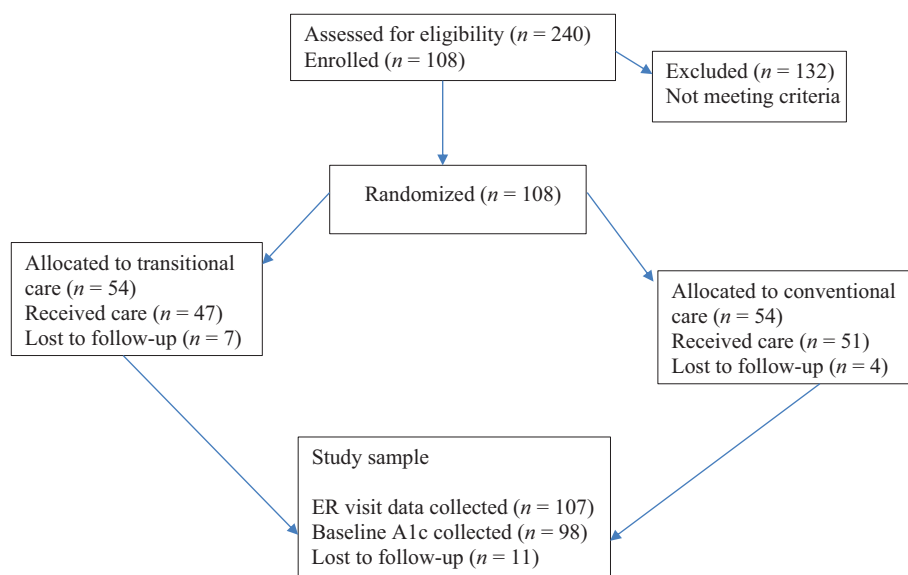 Assessed for eligibility (n = 240)
Enrolled (n = 108)
Excluded (n = 132)
Not meeting criteria
Randomized (n = 108)
Allocated to transitional
care (n = 54)
Received care (n = 47)
Lost to follow-up (n = 7)
Allocated to conventional
care (n = 54)
Received care (n = 51)
Lost to follow-up (n = 4)
Study sample
ER visit data collected (n = 107)
Baseline A1c collected (n = 98)
Lost to follow-up (n = 11)